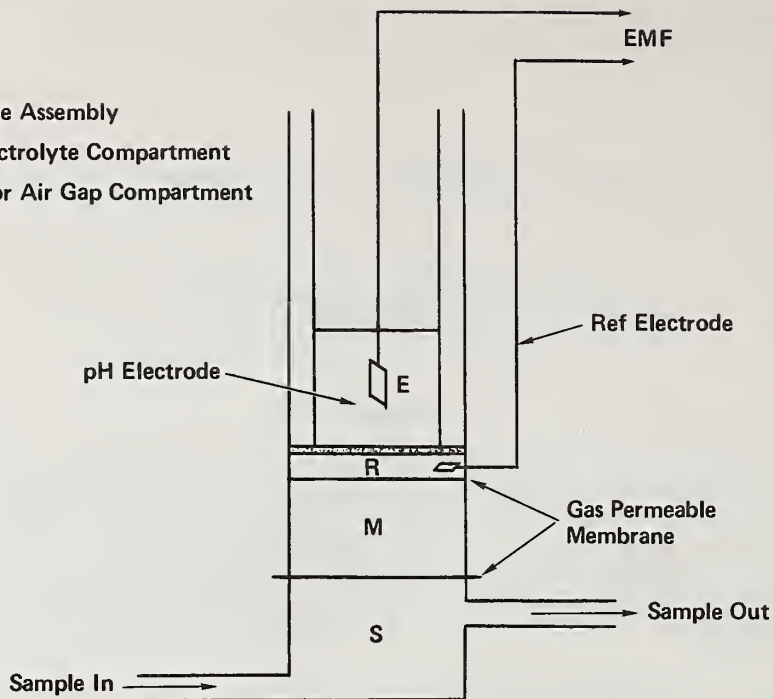 EMF
e Assembly
ctrolyte Compartment
or Air Gap Compartment
Ref Electrode
pH Electrode
E
R
Gas Permeable
Membrane
M
S
Sample Out
Sample In